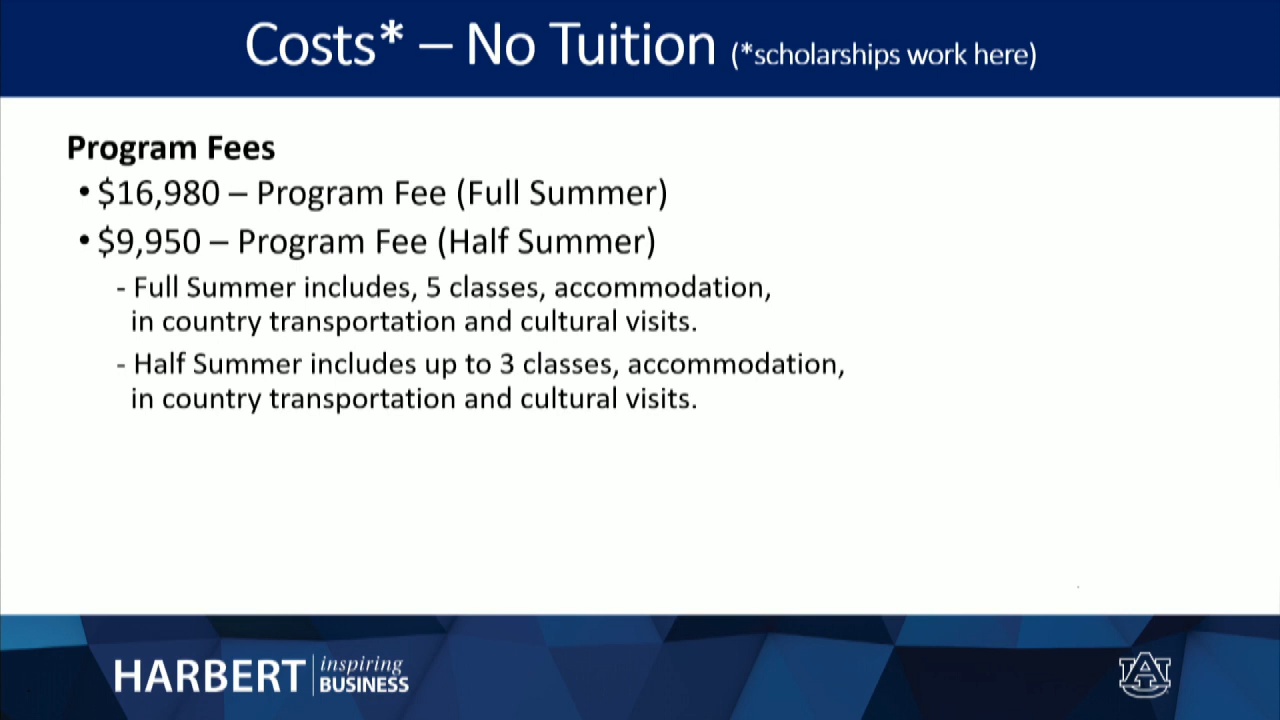 Costs* – No Tuition (*scholarships work here)
Program Fees
• $16,980 – Program Fee (Full Summer)
• $9,950 – Program Fee (Half Summer)
- Full Summer includes, 5 classes, accommodation,
in country transportation and cultural visits.
- Half Summer includes up to 3 classes, accommodation,
in country transportation and cultural visits.
HARBERT inspiring
BUSINESS
AU